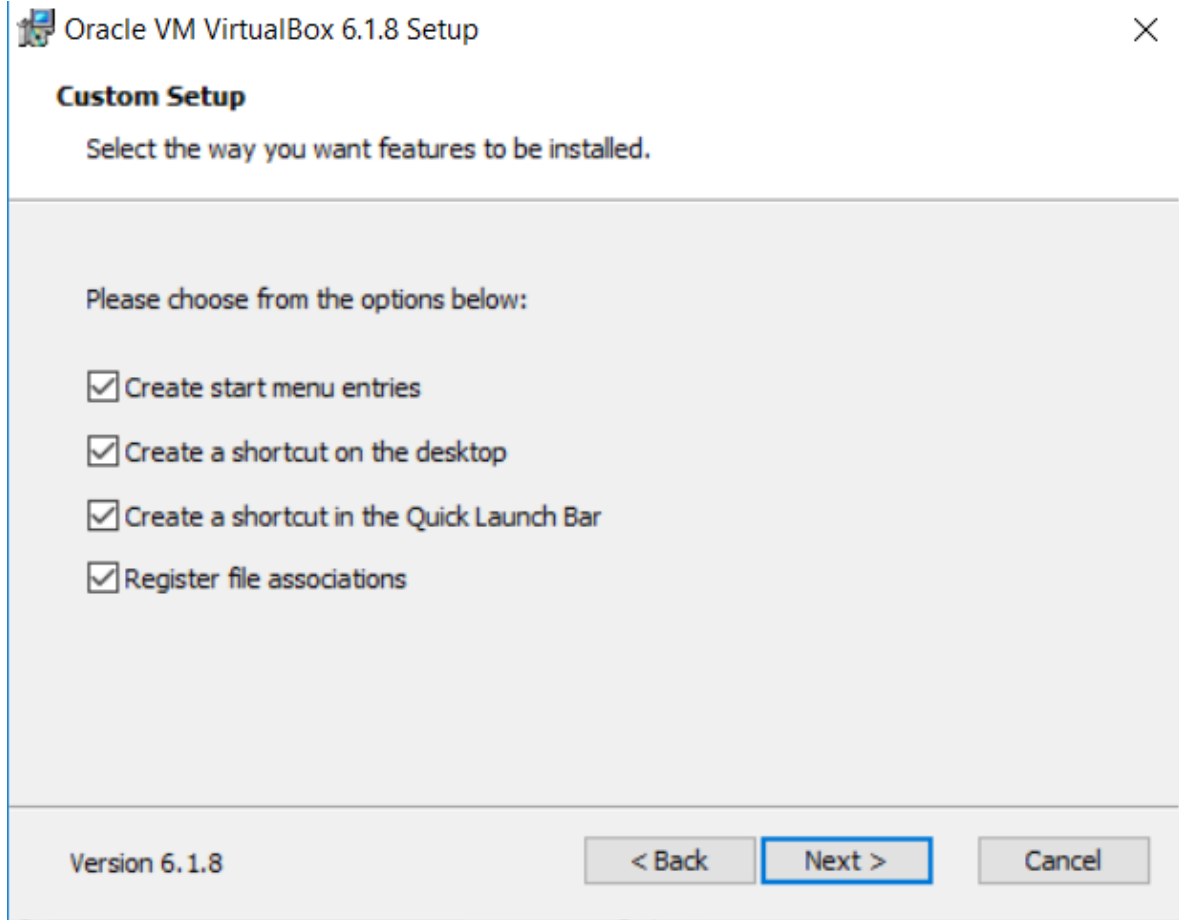 Oracle VM VirtualBox 6.1.8 Setup
Custom Setup
Select the way you want features to be installed.
Please choose from the options below:
Create start menu entries
Create a shortcut on the desktop
Create a shortcut in the Quick Launch Bar
Register file associations
Version 6.1.8
< Back
Next >
Cancel